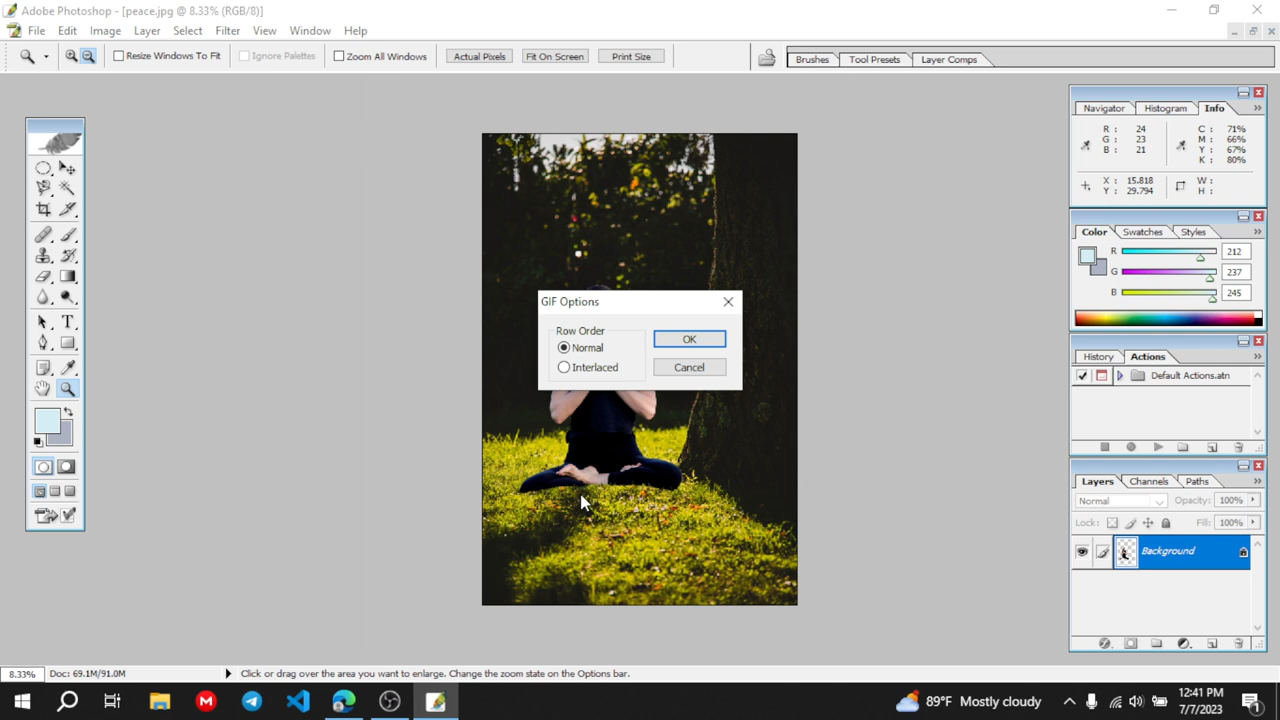 Adobe Photoshop - [peace.jpg @ 8.33% (RGB/8)]
File Edit Image Layer Select Filter View Window Help
Resize Windows To Fit Ignore Palettes Zoom All Windows Actual Pixels Fit On Screen Print Size Brushes Tool Presets Layer Comps
Navigator Histogram Info
R : 24 C : 71%
G : 23 M : 66%
B : 21 Y : 67%
K : 80%
X : 15.818 W :
Y : 29.794 H :
Color Swatches Styles
R 212
G 237
B 245
GIF Options
Row Order
Normal
Interlaced
OK
Cancel
History Actions
Default Actions.atn
Layers Channels Paths
Normal Opacity: 100%
Lock: Fill: 100%
Background
T
8.33% Doc: 69.1M/91.0M Click or drag over the area you want to enlarge. Change the zoom state on the Options bar.
M 89°F Mostly cloudy 12:41 PM
7/7/2023 1